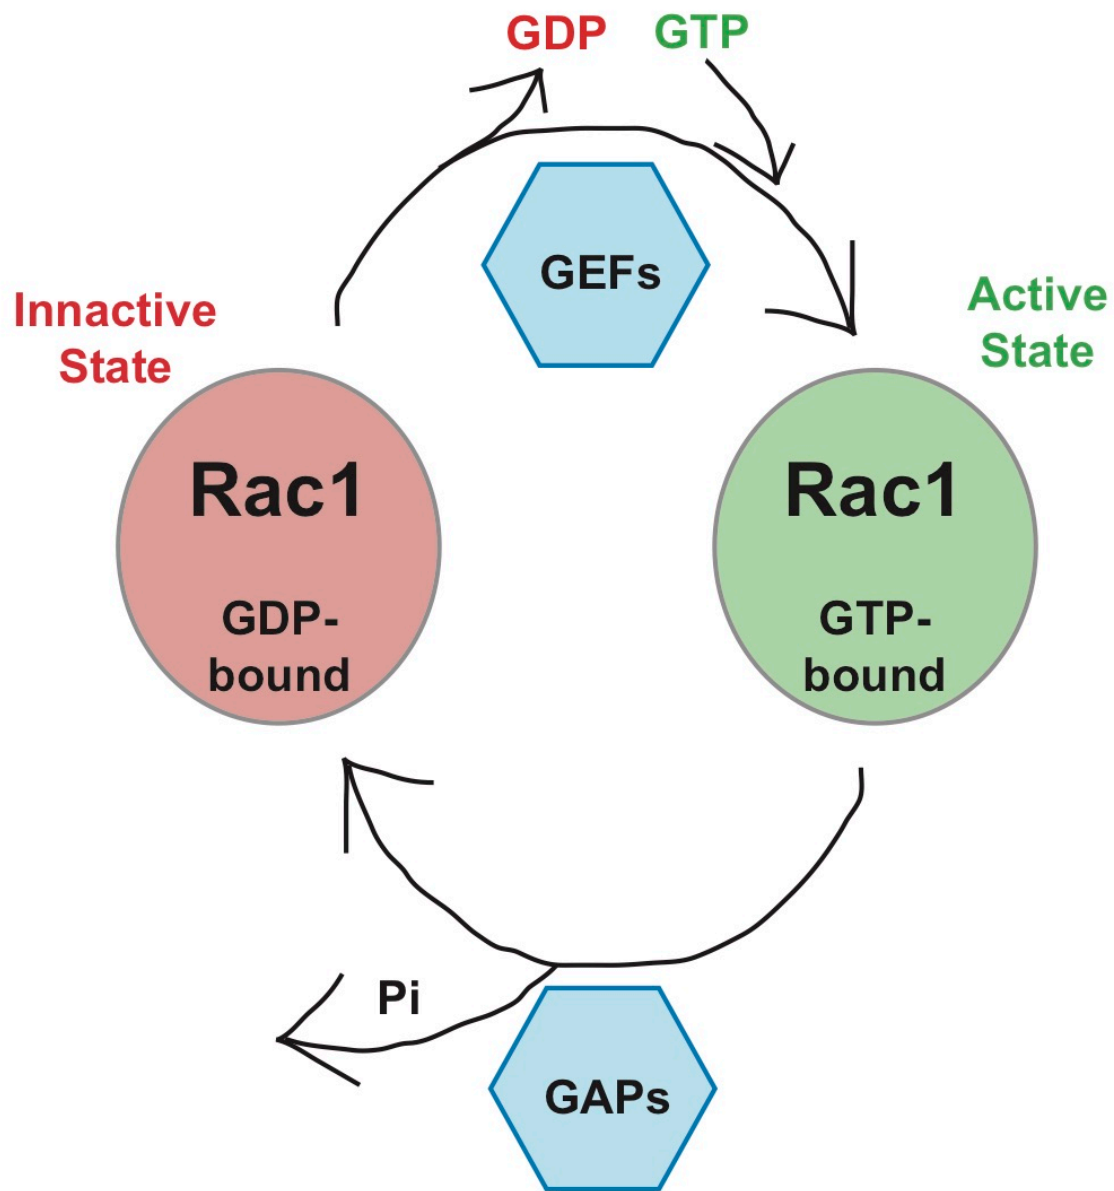 GDP GTP
GEFs
Innactive
State
Active
State
Rac1
GDP-
bound
Rac1
GTP-
bound
Pi
GAPs